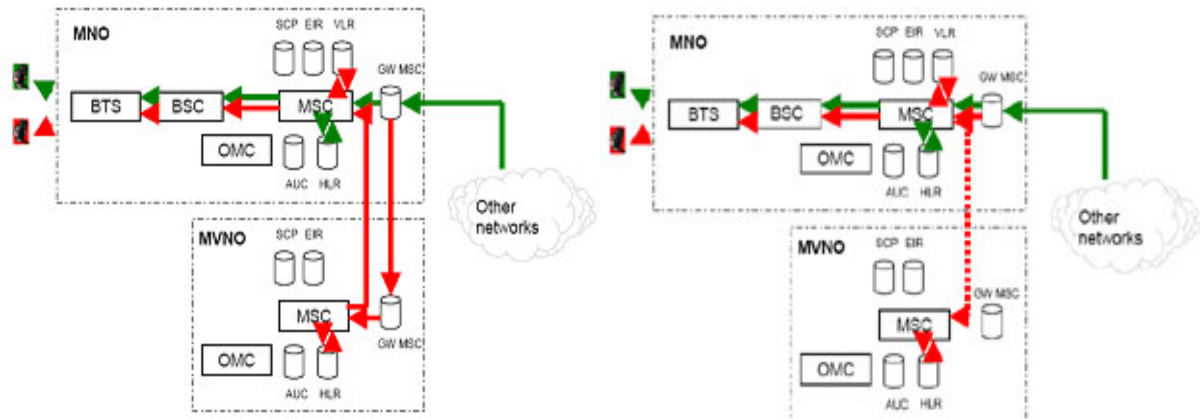 MNO
SCP EIR VLR
GW MSC
BTS
BSC
MSC
OMC
AUC
HLR
Other
networks
MVNO
SCP EIR
MSC
GW MSC
OMC
AUC
HLR
MNO
SCP EIR VLR
GW MSC
BTS
BSC
MSC
OMC
AUC
HLR
Other
networks
MVNO
SCP EIR
GW MSC
MSC
OMC
AUC
HLR